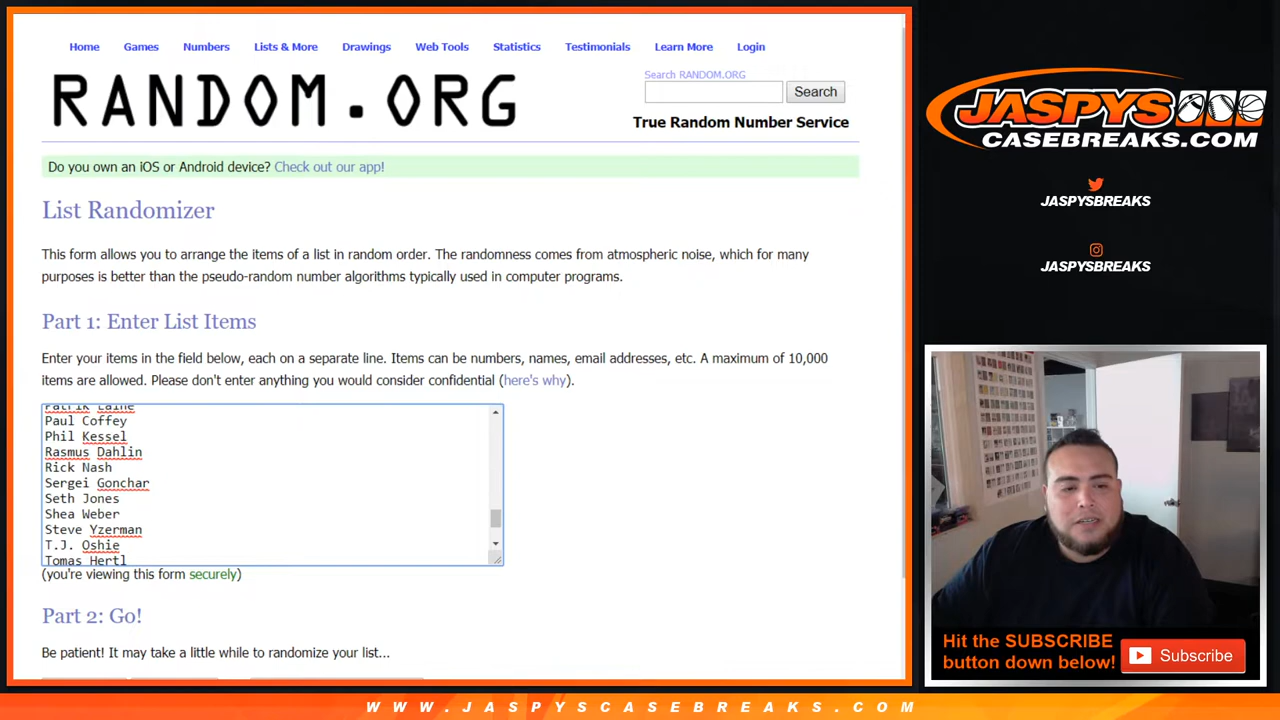 Home Games Numbers Lists & More Drawings Web Tools Statistics Testimonials Learn More Login
RANDOM.ORG
Search RANDOM.ORG
Search
True Random Number Service
Do you own an iOS or Android device? Check out our app!
List Randomizer
This form allows you to arrange the items of a list in random order. The randomness comes from atmospheric noise, which for many
purposes is better than the pseudo-random number algorithms typically used in computer programs.
Part 1: Enter List Items
Enter your items in the field below, each on a separate line. Items can be numbers, names, email addresses, etc. A maximum of 10,000
items are allowed. Please don't enter anything you would consider confidential (here's why).
Patrik Laine
Paul Coffey
Phil Kessel
Rasmus Dahlin
Rick Nash
Sergei Gonchar
Seth Jones
Shea Weber
Steve Yzerman
T.J. Oshie
Tomas Hertl
(you're viewing this form securely)
Part 2: Go!
Be patient! It may take a little while to randomize your list...
JASPYS
CASEBREAKS.COM
JASPYSBREAKS
JASPYSBREAKS
Hit the SUBSCRIBE
button down below!
Subscribe
WWW.JASPYSCASEBREAKS.COM